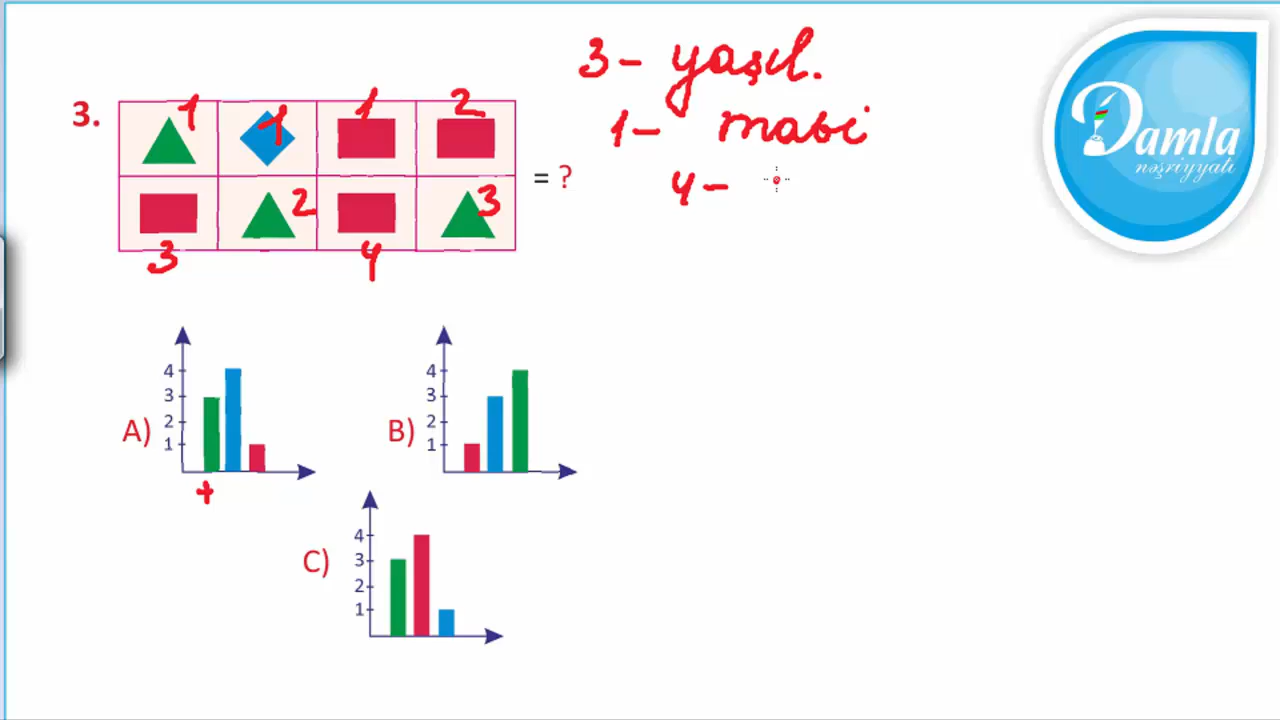 3- yaşıl.
1- mavi
4-
Damla
nəşriyyatı
3.
1 1 1 2
= ?
2 3
3 4
A)
4
3
2
1
+
B)
4
3
2
1
C)
4
3
2
1